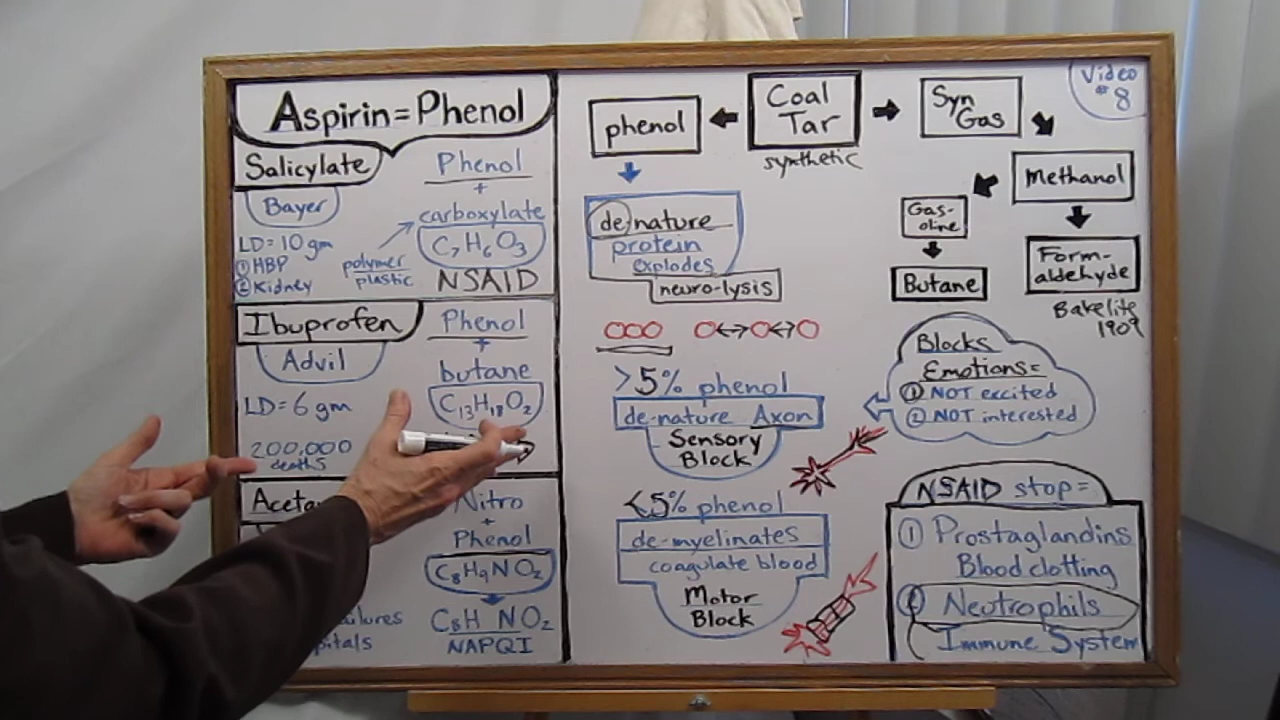 Aspirin = Phenol
Salicylate
Bayer
LD = 10 gm
① HBP
② Kidney
Phenol
+
carboxylate
C7H6O3
polymer
plastic
NSAID
Ibuprofen
Advil
LD = 6 gm
200,000
deaths
Phenol
+
butane
C13H18O2
Nitro
+
Phenol
C8H9NO2
C8H NO2
NAPQI
Video
# 8
Coal
Tar
synthetic
phenol
Syn
Gas
Methanol
Gas-
oline
Butane
Form-
aldehyde
Bakelite
1909
de nature
protein
explodes
neuro-lysis
>5% phenol
de-nature Axon
Sensory
Block
<5% phenol
de-myelinates
coagulate blood
Motor
Block
Blocks
Emotions =
① NOT excited
② NOT interested
NSAID stop =
① Prostaglandins
Blood clotting
② Neutrophils
Immune System